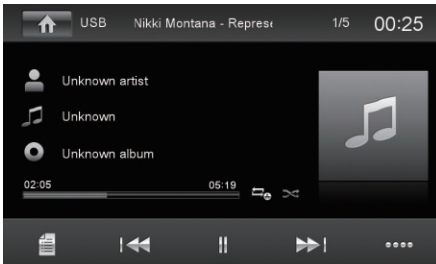 USB Nikki Montana - Represe 1/5 00:25
Unknown artist
Unknown
Unknown album
02:05 05:19